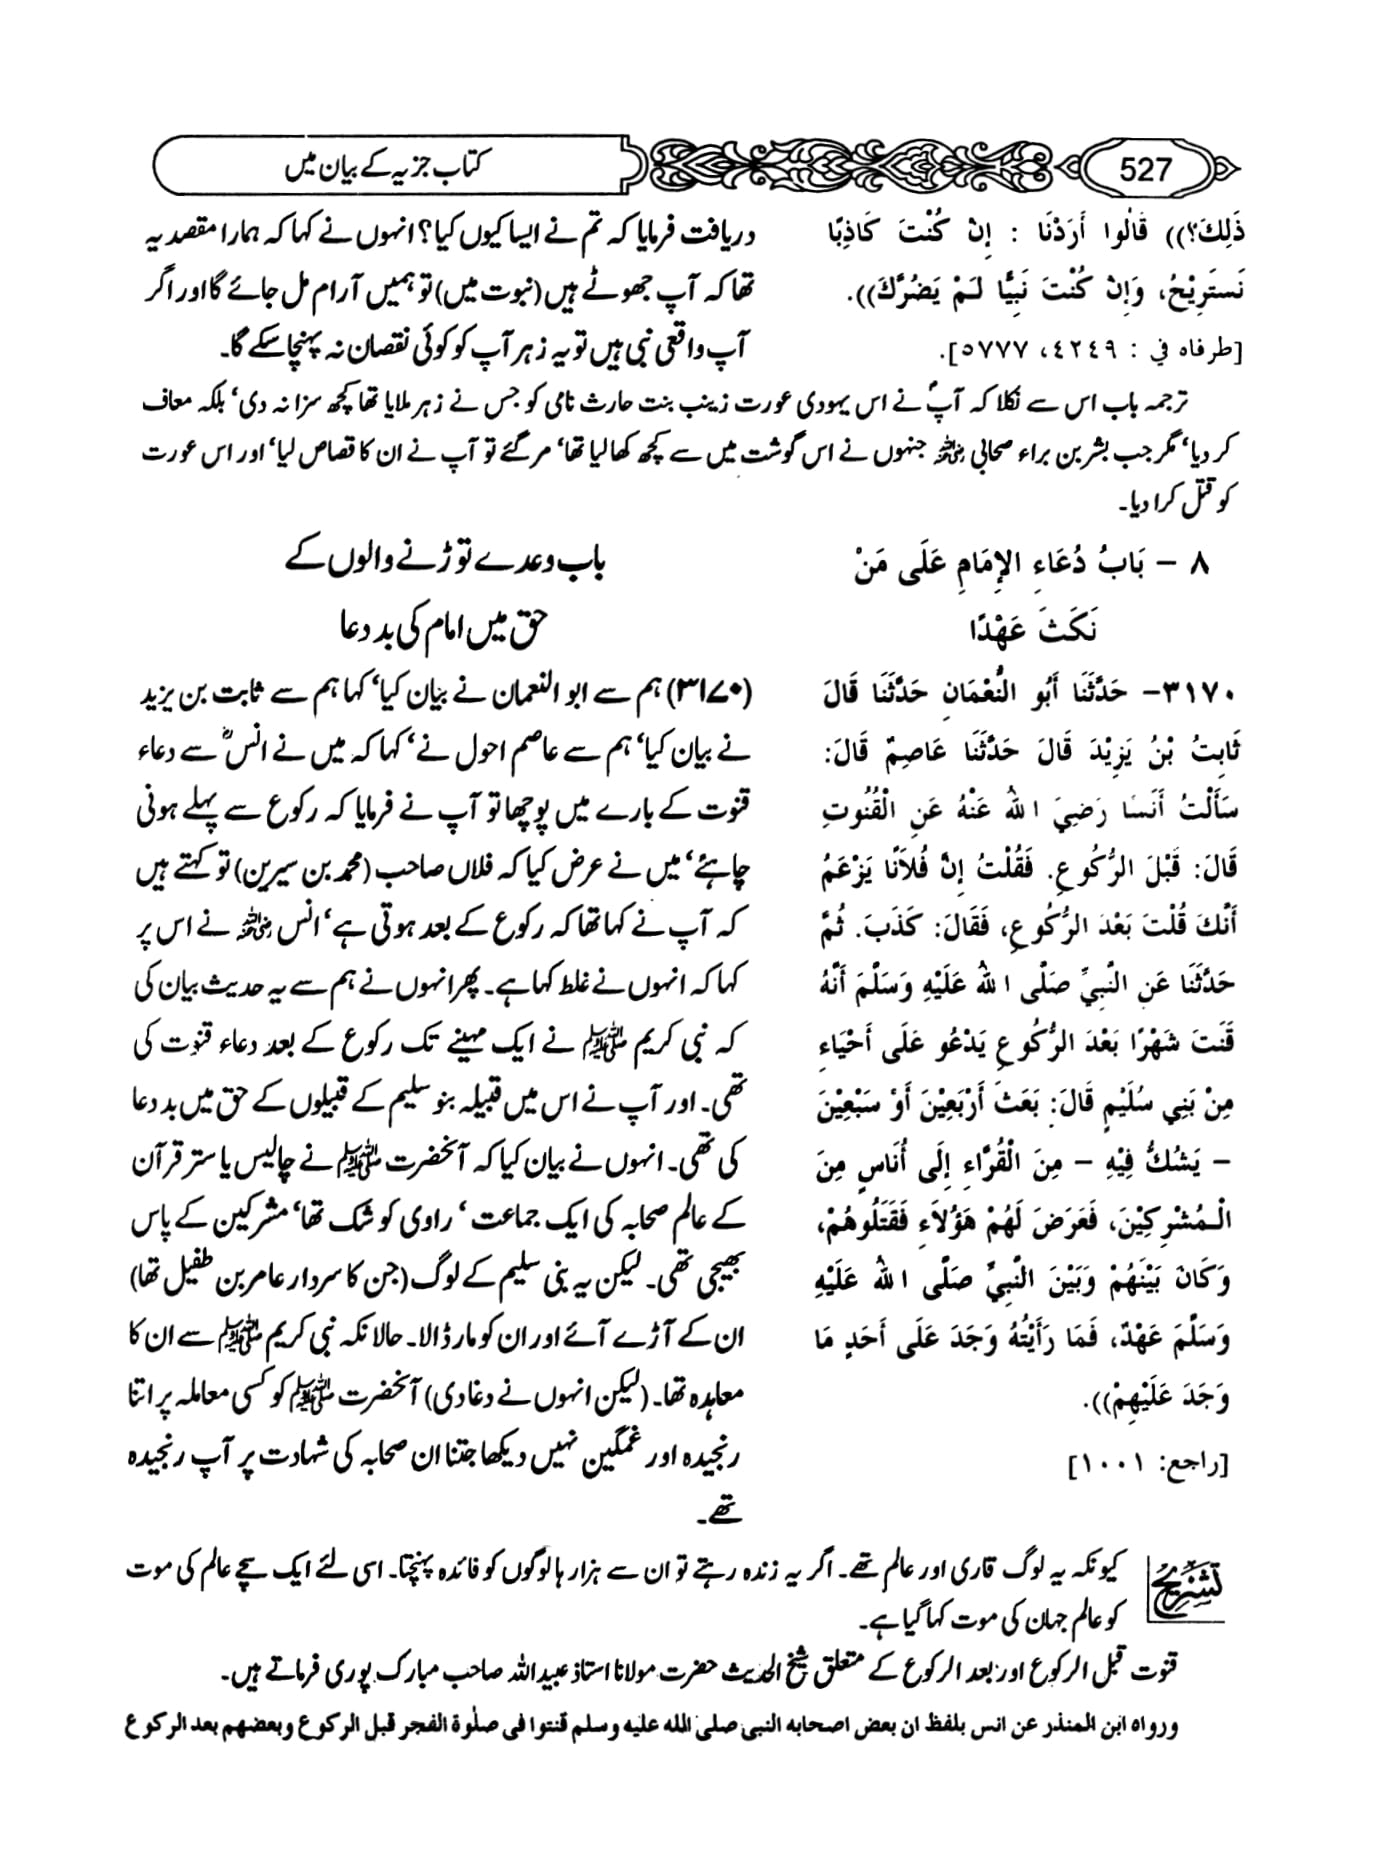 527
کتاب جزیہ کے بیان میں
ذَلِكَ؟)) قَالُوا أَرَدْنَا : إِنْ كُنْتَ كَاذِبًا
نَسْتَرِيْحُ، وَإِنْ كُنْتَ نَبِيًّا لَمْ يَضُرَّكَ)).
[طرفاه في : ٤٢٤٩، ٥٧٧٧].
دریافت فرمایا کہ تم نے ایسا کیوں کیا؟ انہوں نے کہا کہ ہمارا مقصد یہ
تھا کہ آپ جھوٹے ہیں (نبوت میں) تو ہمیں آرام مل جائے گا اور اگر
آپ واقعی نبی ہیں تو یہ زہر آپ کو کوئی نقصان نہ پہنچا سکے گا۔
ترجمہ باب اس سے نکلا کہ آپؐ نے اس یہودی عورت زینب بنت حارث نامی کو جس نے زہر ملایا تھا کچھ سزا نہ دی‘ بلکہ معاف
کر دیا‘ مگر جب بشر بن براء صحابی رضی اللہ عنہ جنہوں نے اس گوشت میں سے کچھ کھا لیا تھا‘ مر گئے تو آپ نے ان کا قصاص لیا‘ اور اس عورت
کو قتل کرا دیا۔
٨ – بَابُ دُعَاءِ الإِمَامِ عَلَى مَنْ
نَكَثَ عَهْدًا
باب وعدے توڑنے والوں کے
حق میں امام کی بد دعا
٣١٧٠– حَدَّثَنَا أَبُو النُّعْمَانِ حَدَّثَنَا قَالَ
ثَابِتُ بْنُ يَزِيْدَ قَالَ حَدَّثَنَا عَاصِمٌ قَالَ:
سَأَلْتُ أَنَسًا رَضِيَ اللهُ عَنْهُ عَنِ الْقُنُوتِ
قَالَ: قَبْلَ الرُّكُوعِ. فَقُلْتُ إِنَّ فُلاَنًا يَزْعَمُ
أَنَّكَ قُلْتَ بَعْدَ الرُّكُوعِ، فَقَالَ: كَذَبَ. ثُمَّ
حَدَّثَنَا عَنِ النَّبِيِّ صَلَّى اللهُ عَلَيْهِ وَسَلَّمَ أَنَّهُ
قَنَتَ شَهْرًا بَعْدَ الرُّكُوعِ يَدْعُو عَلَى أَحْيَاءِ
مِنْ بَنِي سُلَيْمٍ قَالَ: بَعَثَ أَرْبَعِيْنَ أَوْ سَبْعِيْنَ
– يَشُكُّ فِيْهِ – مِنَ الْقُرَّاءِ إِلَى أُنَاسٍ مِنَ
الْمُشْرِكِيْنَ، فَعَرَضَ لَهُمْ هَؤُلاَءِ فَقَتَلُوهُمْ،
وَكَانَ بَيْنَهُمْ وَبَيْنَ النَّبِيِّ صَلَّى اللهُ عَلَيْهِ
وَسَلَّمَ عَهْدٌ، فَمَا رَأَيْتُهُ وَجَدَ عَلَى أَحَدٍ مَا
وَجَدَ عَلَيْهِمْ)).
[راجع: ١٠٠١]
(۳۱۷۰) ہم سے ابو النعمان نے بیان کیا‘ کہا ہم سے ثابت بن یزید
نے بیان کیا‘ ہم سے عاصم احول نے‘ کہا کہ میں نے انسؓ سے دعاء
قنوت کے بارے میں پوچھا تو آپ نے فرمایا کہ رکوع سے پہلے ہونی
چاہئے‘ میں نے عرض کیا کہ فلاں صاحب (محمد بن سیرین) تو کہتے ہیں
کہ آپ نے کہا تھا کہ رکوع کے بعد ہوتی ہے‘ انس رضی اللہ عنہ نے اس پر
کہا کہ انہوں نے غلط کہا ہے۔ پھر انہوں نے ہم سے یہ حدیث بیان کی
کہ نبی کریم ﷺ نے ایک مہینے تک رکوع کے بعد دعاء قنوت کی
تھی۔ اور آپ نے اس میں قبیلہ بنو سلیم کے قبیلوں کے حق میں بد دعا
کی تھی۔ انہوں نے بیان کیا کہ آنحضرت ﷺ نے چالیس یا ستر قرآن
کے عالم صحابہ کی ایک جماعت ‘ راوی کو شک تھا‘ مشرکین کے پاس
بھیجی تھی۔ لیکن یہ بنی سلیم کے لوگ (جن کا سردار عامر بن طفیل تھا)
ان کے آڑے آئے اور ان کو مار ڈالا۔ حالانکہ نبی کریم ﷺ سے ان کا
معاہدہ تھا۔ (لیکن انہوں نے دغا دی) آنحضرت ﷺ کو کسی معاملہ پر اتنا
رنجیدہ اور غمگین نہیں دیکھا جتنا ان صحابہ کی شہادت پر آپ رنجیدہ
تھے۔
تشریح
کیونکہ یہ لوگ قاری اور عالم تھے۔ اگر یہ زندہ رہتے تو ان سے ہزارہا لوگوں کو فائدہ پہنچتا۔ اسی لئے ایک سچے عالم کی موت
کو عالم جہان کی موت کہا گیا ہے۔
قنوت قبل الرکوع اور بعد الرکوع کے متعلق شیخ الحدیث حضرت مولانا استاذ عبید اللہ صاحب مبارک پوری فرماتے ہیں۔
ورواه ابن المنذر عن انس بلفظ ان بعض اصحابه النبى صلى الله عليه وسلم قنتوا فى صلوة الفجر قبل الركوع وبعضهم بعد الركوع